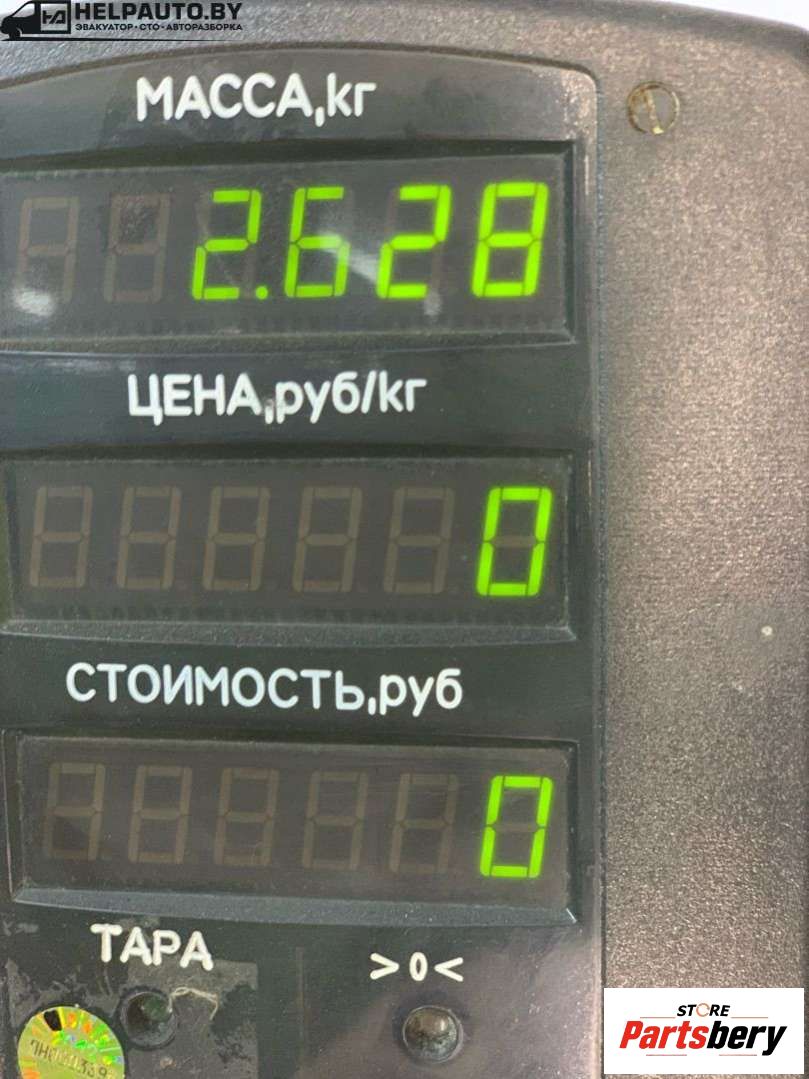 HELPAUTO.BY
ЭВАКУАТОР·СТО·АВТОРАЗБОРКА
МАССА,кг
2.628
ЦЕНА,руб/кг
0
СТОИМОСТЬ,руб
0
ТАРА
>0<
STORE
Partsbery